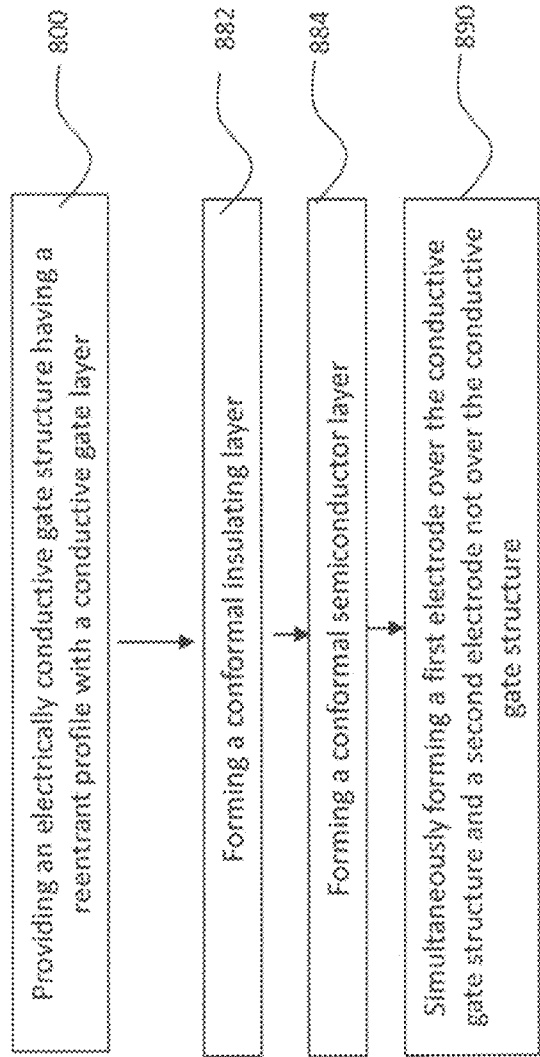 Providing an electrically conductive gate structure having a
reentrant profile with a conductive gate layer
800
Forming a conformal insulating layer
882
Forming a conformal semiconductor layer
884
Simultaneously forming a first electrode over the conductive
gate structure and a second electrode not over the conductive
gate structure
890